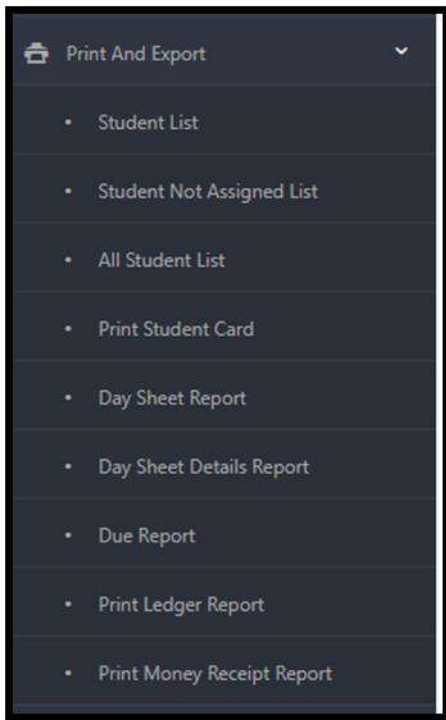 Print And Export
Student List
Student Not Assigned List
All Student List
Print Student Card
Day Sheet Report
Day Sheet Details Report
Due Report
Print Ledger Report
Print Money Receipt Report